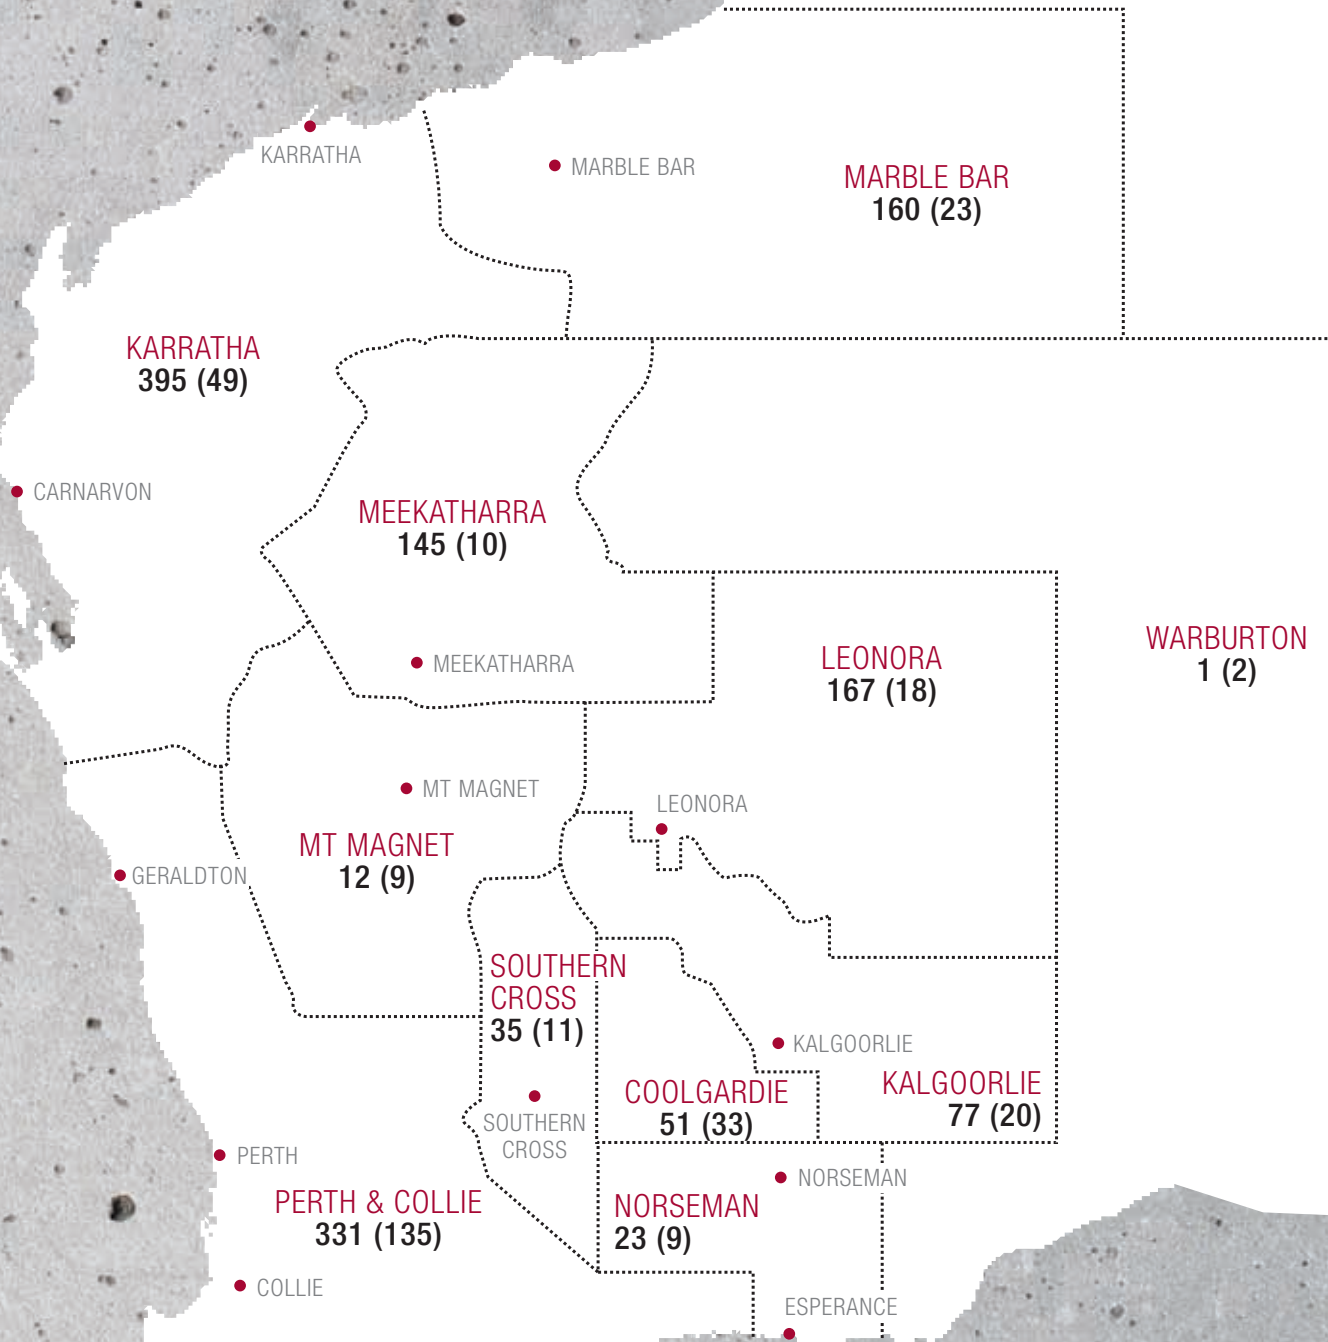 KARRATHA
MARBLE BAR
MARBLE BAR
160 (23)
KARRATHA
395 (49)
CARNARVON
MEEKATHARRA
145 (10)
WARBURTON
1 (2)
LEONORA
167 (18)
MEEKATHARRA
MT MAGNET
LEONORA
MT MAGNET
12 (9)
GERALDTON
SOUTHERN
CROSS
35 (11)
KALGOORLIE
COOLGARDIE
51 (33)
KALGOORLIE
77 (20)
SOUTHERN
CROSS
PERTH
NORSEMAN
PERTH & COLLIE
331 (135)
NORSEMAN
23 (9)
COLLIE
ESPERANCE